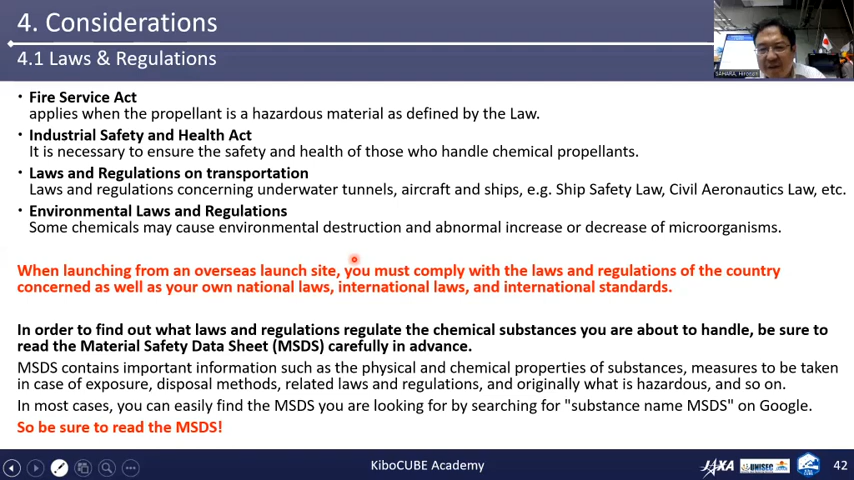 4. Considerations
4.1 Laws & Regulations
SAHARA, Hironori
・ Fire Service Act
applies when the propellant is a hazardous material as defined by the Law.
・ Industrial Safety and Health Act
It is necessary to ensure the safety and health of those who handle chemical propellants.
・ Laws and Regulations on transportation
Laws and regulations concerning underwater tunnels, aircraft and ships, e.g. Ship Safety Law, Civil Aeronautics Law, etc.
・ Environmental Laws and Regulations
Some chemicals may cause environmental destruction and abnormal increase or decrease of microorganisms.
When launching from an overseas launch site, you must comply with the laws and regulations of the country
concerned as well as your own national laws, international laws, and international standards.
In order to find out what laws and regulations regulate the chemical substances you are about to handle, be sure to
read the Material Safety Data Sheet (MSDS) carefully in advance.
MSDS contains important information such as the physical and chemical properties of substances, measures to be taken
in case of exposure, disposal methods, related laws and regulations, and originally what is hazardous, and so on.
In most cases, you can easily find the MSDS you are looking for by searching for "substance name MSDS" on Google.
So be sure to read the MSDS!
KiboCUBE Academy
JAXA
UNISEC
42